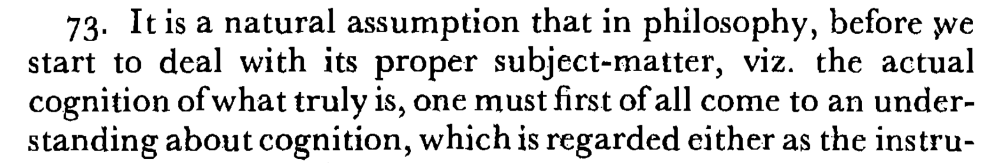 73. It is a natural assumption that in philosophy, before we
start to deal with its proper subject-matter, viz. the actual
cognition of what truly is, one must first of all come to an under-
standing about cognition, which is regarded either as the instru-